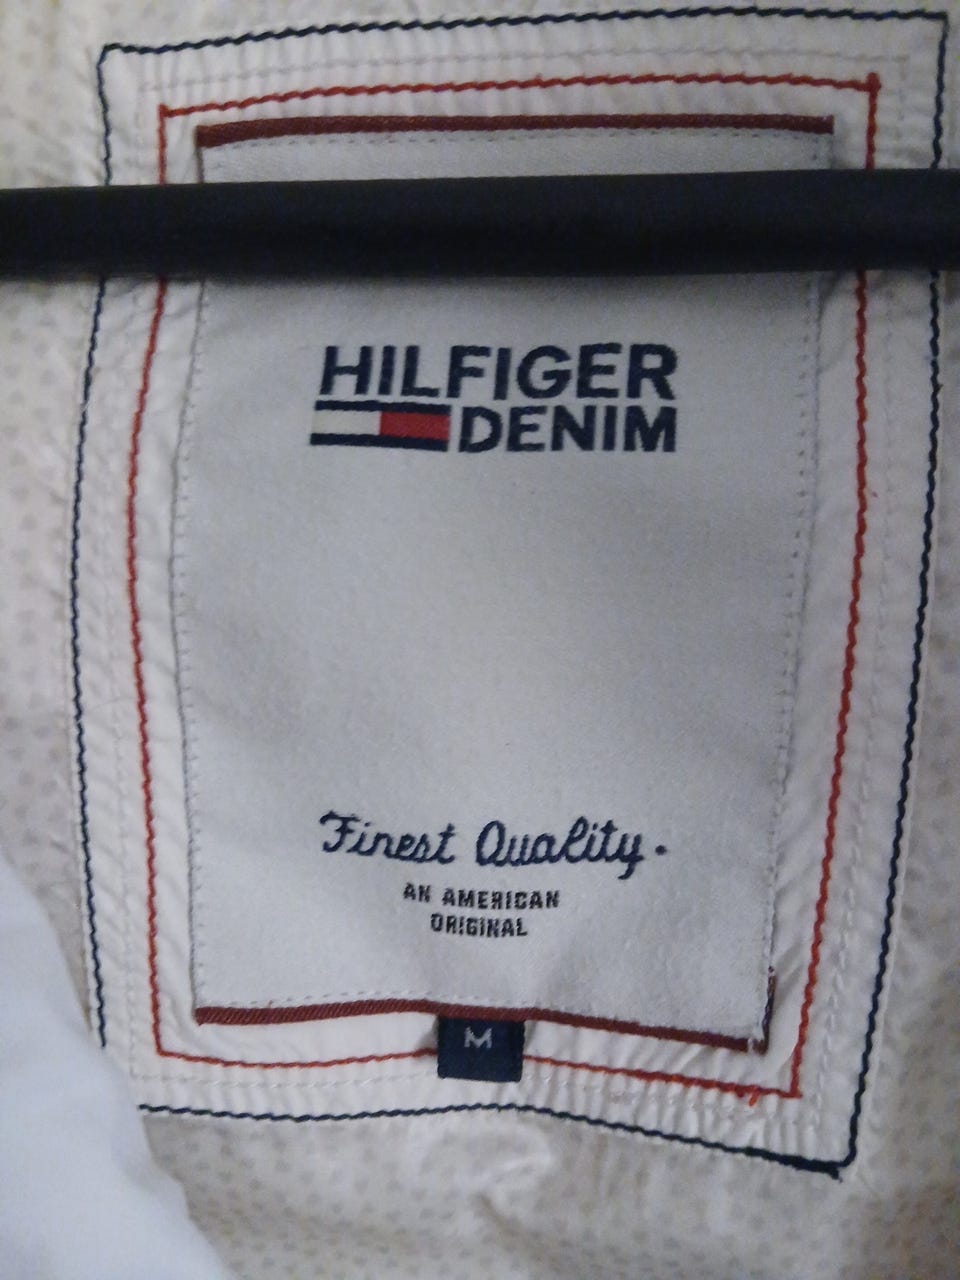 HILFIGER
DENIM
Finest Quality.
AN AMERICAN
ORIGINAL
M